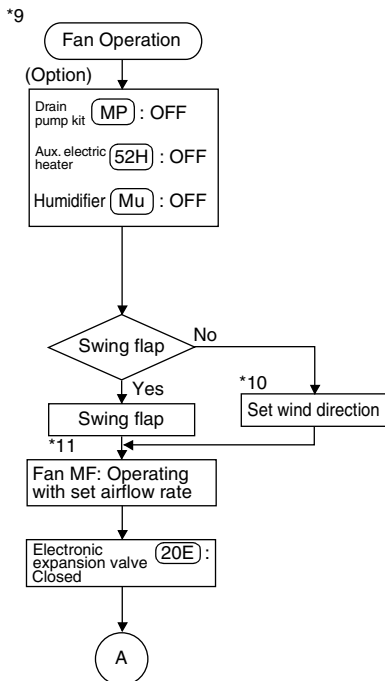 *9
Fan Operation
(Option)
Drain
pump kit MP : OFF
Aux. electric
heater 52H : OFF
Humidifier Mu : OFF
Swing flap
No
Yes
*10
Swing flap
Set wind direction
*11
Fan MF: Operating
with set airflow rate
Electronic
expansion valve 20E :
Closed
A